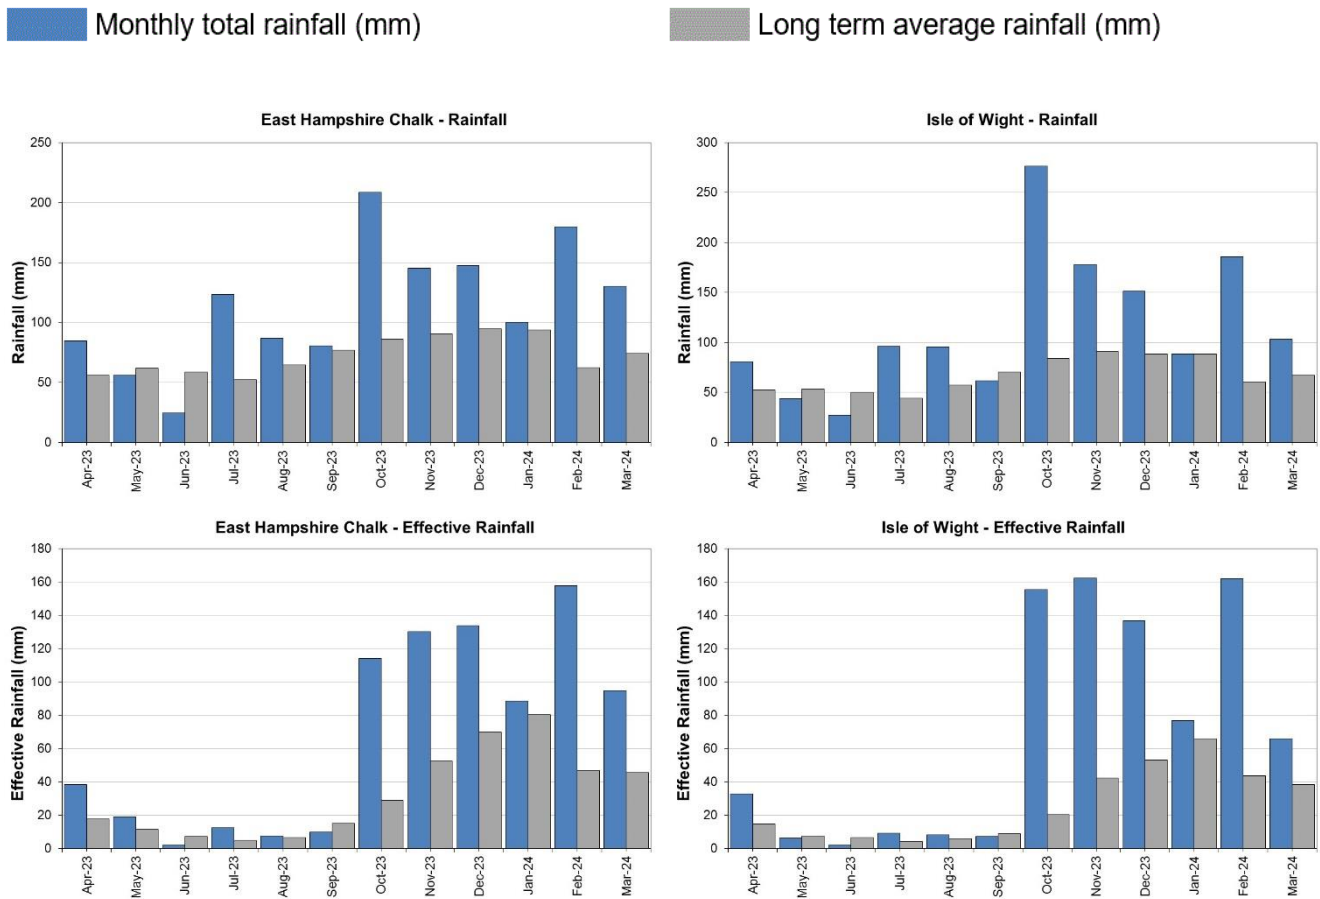 Monthly total rainfall (mm) Long term average rainfall (mm)
East Hampshire Chalk - Rainfall
Rainfall (mm)
250
200
150
100
50
0
Apr-23 May-23 Jun-23 Jul-23 Aug-23 Sep-23 Oct-23 Nov-23 Dec-23 Jan-24 Feb-24 Mar-24
Isle of Wight - Rainfall
Rainfall (mm)
300
250
200
150
100
50
0
Apr-23 May-23 Jun-23 Jul-23 Aug-23 Sep-23 Oct-23 Nov-23 Dec-23 Jan-24 Feb-24 Mar-24
East Hampshire Chalk - Effective Rainfall
Effective Rainfall (mm)
180
160
140
120
100
80
60
40
20
0
Apr-23 May-23 Jun-23 Jul-23 Aug-23 Sep-23 Oct-23 Nov-23 Dec-23 Jan-24 Feb-24 Mar-24
Isle of Wight - Effective Rainfall
Effective Rainfall (mm)
180
160
140
120
100
80
60
40
20
0
Apr-23 May-23 Jun-23 Jul-23 Aug-23 Sep-23 Oct-23 Nov-23 Dec-23 Jan-24 Feb-24 Mar-24